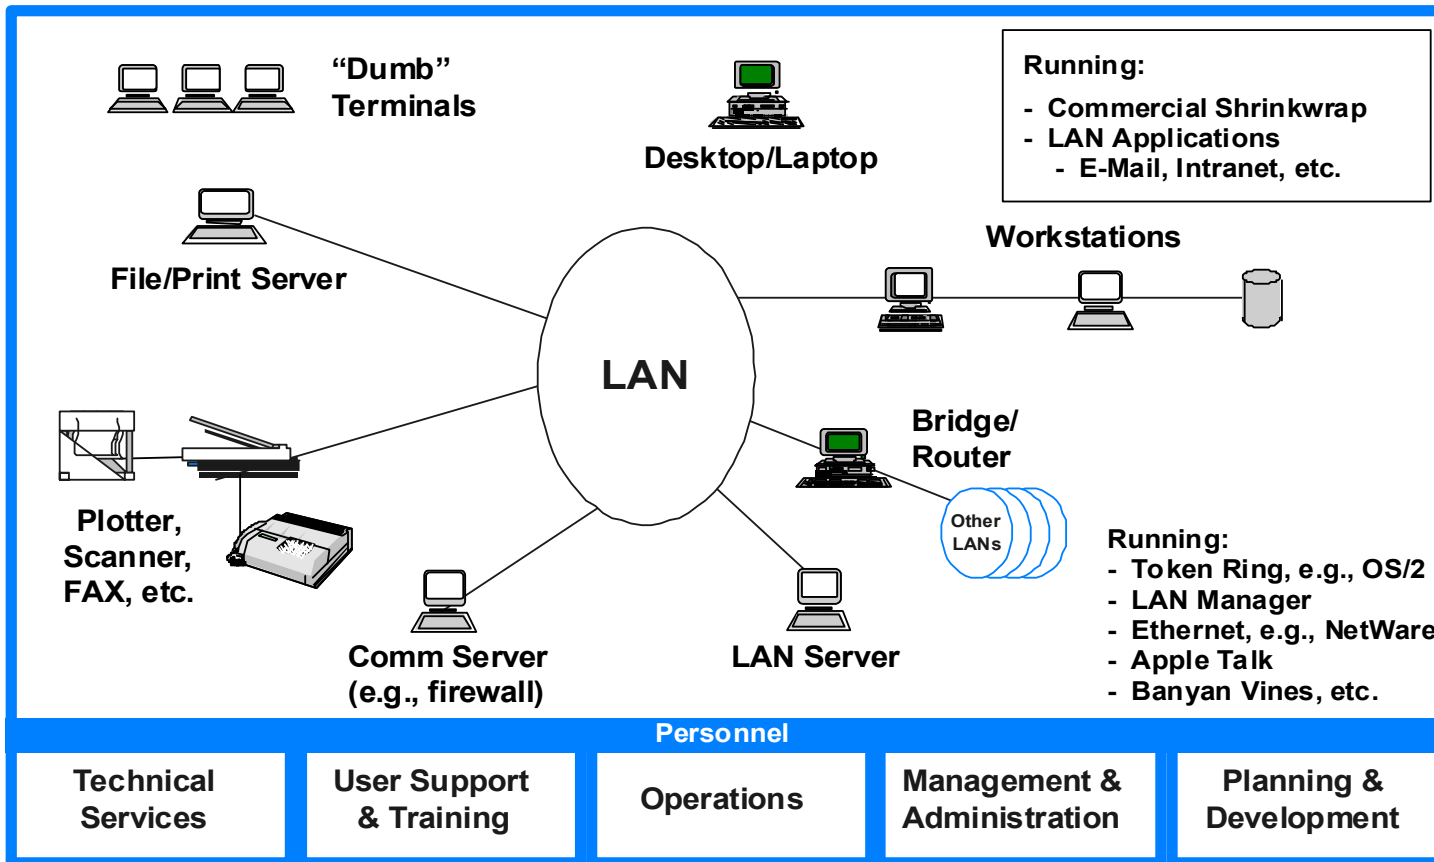 “Dumb”
Terminals
Desktop/Laptop
Running:
- Commercial Shrinkwrap
- LAN Applications
- E-Mail, Intranet, etc.
File/Print Server
Workstations
LAN
Bridge/
Router
Other
LANs
Plotter,
Scanner,
FAX, etc.
Comm Server
(e.g., firewall)
LAN Server
Running:
- Token Ring, e.g., OS/2
- LAN Manager
- Ethernet, e.g., NetWare
- Apple Talk
- Banyan Vines, etc.
Personnel
Technical
Services
User Support
& Training
Operations
Management &
Administration
Planning &
Development